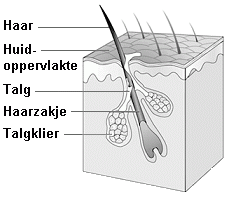 Haar
Huid-
oppervlakte
Talg
Haarzakje
Talgklier